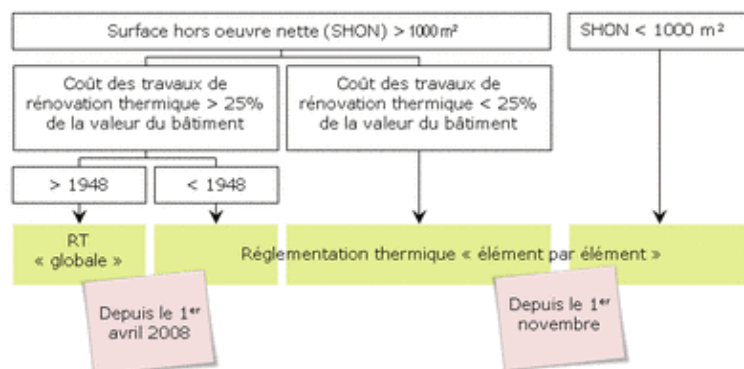 Surface hors oeuvre nette (SHON) > 1000 m²
SHON < 1000 m²
Coût des travaux de
rénovation thermique > 25%
de la valeur du bâtiment
Coût des travaux de
rénovation thermique < 25%
de la valeur du bâtiment
> 1948
< 1948
RT
« globale »
Réglementation thermique « élément par élément »
Depuis le 1er
avril 2008
Depuis le 1er
novembre